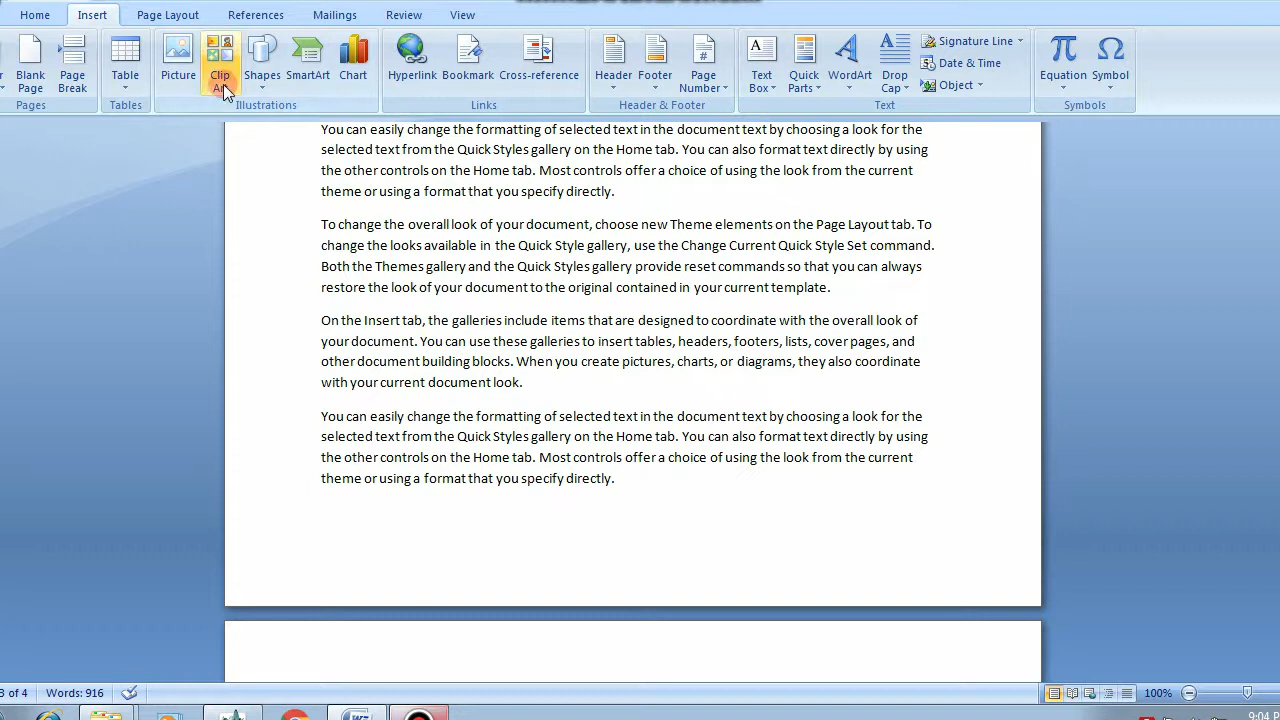 Home Insert Page Layout References Mailings Review View
Blank Page
Page Break
Table
Picture
Clip Art
Shapes
SmartArt
Chart
Hyperlink
Bookmark
Cross-reference
Header
Footer
Page Number
Text Box
Quick Parts
WordArt
Drop Cap
Signature Line
Date & Time
Object
Equation
Symbol
Pages Tables Illustrations Links Header & Footer Text Symbols
You can easily change the formatting of selected text in the document text by choosing a look for the
selected text from the Quick Styles gallery on the Home tab. You can also format text directly by using
the other controls on the Home tab. Most controls offer a choice of using the look from the current
theme or using a format that you specify directly.
To change the overall look of your document, choose new Theme elements on the Page Layout tab. To
change the looks available in the Quick Style gallery, use the Change Current Quick Style Set command.
Both the Themes gallery and the Quick Styles gallery provide reset commands so that you can always
restore the look of your document to the original contained in your current template.
On the Insert tab, the galleries include items that are designed to coordinate with the overall look of
your document. You can use these galleries to insert tables, headers, footers, lists, cover pages, and
other document building blocks. When you create pictures, charts, or diagrams, they also coordinate
with your current document look.
You can easily change the formatting of selected text in the document text by choosing a look for the
selected text from the Quick Styles gallery on the Home tab. You can also format text directly by using
the other controls on the Home tab. Most controls offer a choice of using the look from the current
theme or using a format that you specify directly.
3 of 4 Words: 916 100%
9:04 P